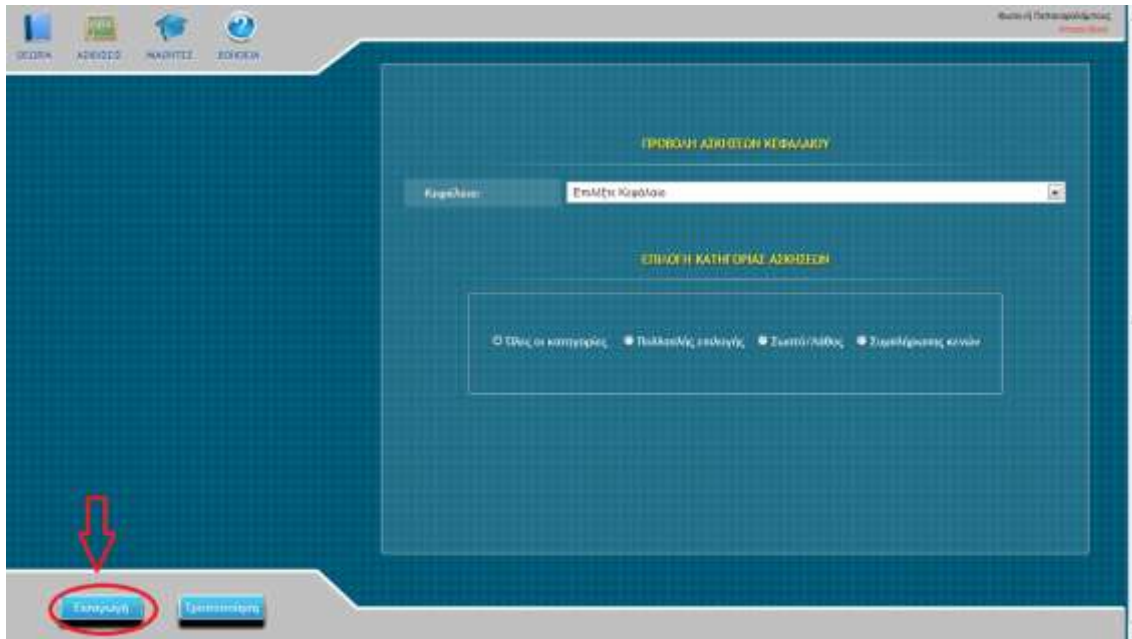 ΘΕΩΡΙΑ ΑΣΚΗΣΕΙΣ ΜΑΘΗΤΕΣ ΒΟΗΘΕΙΑ
ΠΡΟΒΟΛΗ ΑΣΚΗΣΕΩΝ ΚΕΦΑΛΑΙΟΥ
Κεφάλαιο: Επιλέξτε Κεφάλαιο
ΕΠΙΛΟΓΗ ΚΑΤΗΓΟΡΙΑΣ ΑΣΚΗΣΕΩΝ
Όλες οι κατηγορίες Πολλαπλής επιλογής Σωστό/Λάθος Συμπλήρωσης κενών
Εισαγωγή Τροποποίηση